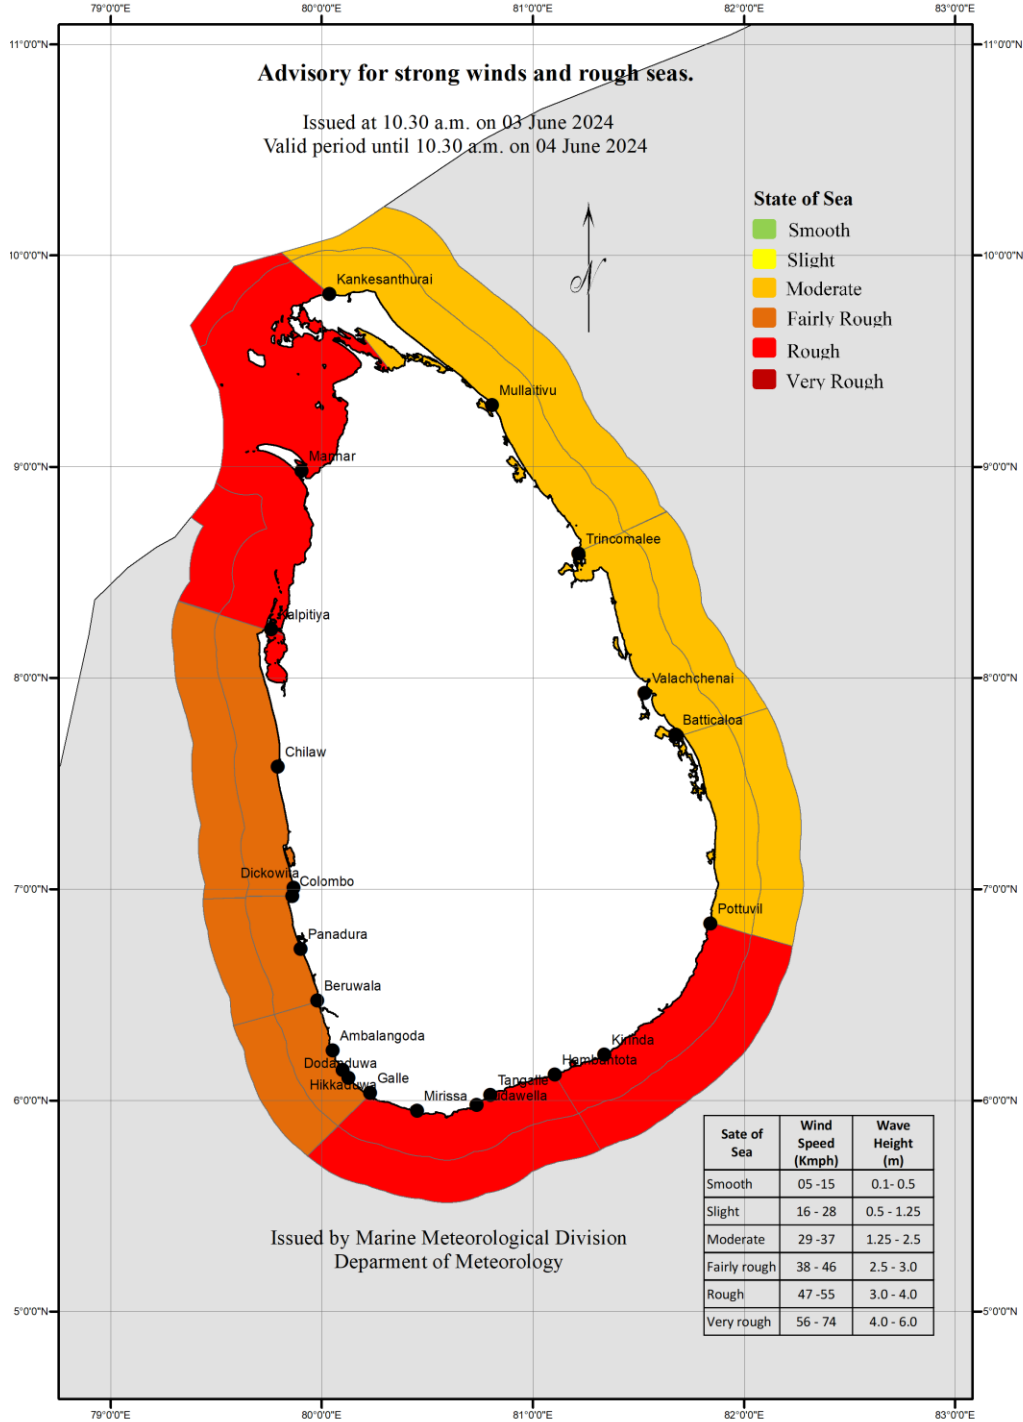 79°0'0"E 80°0'0"E 81°0'0"E 82°0'0"E 83°0'0"E
11°0'0"N 11°0'0"N
Advisory for strong winds and rough seas.
Issued at 10.30 a.m. on 03 June 2024
Valid period until 10.30 a.m. on 04 June 2024
State of Sea
Smooth
Slight
Moderate
Fairly Rough
Rough
Very Rough
N
10°0'0"N 10°0'0"N
Kankesanthurai
Mullaitivu
9°0'0"N 9°0'0"N
Mannar
Trincomalee
Kalpitiya
8°0'0"N 8°0'0"N
Valachchenai
Batticaloa
Chilaw
Dickowita
Colombo
7°0'0"N 7°0'0"N
Pottuvil
Panadura
Beruwala
Ambalangoda
Kirinda
Dodanduwa
Hambantota
Hikkaduwa
Galle
Tangalle
Mirissa
6°0'0"N 6°0'0"N
Sate of Sea Wind Speed (Kmph) Wave Height (m)
Smooth 05 -15 0.1- 0.5
Slight 16 - 28 0.5 - 1.25
Moderate 29 -37 1.25 - 2.5
Fairly rough 38 - 46 2.5 - 3.0
Rough 47 -55 3.0 - 4.0
Very rough 56 - 74 4.0 - 6.0
Issued by Marine Meteorological Division
Deparment of Meteorology
5°0'0"N 5°0'0"N
79°0'0"E 80°0'0"E 81°0'0"E 82°0'0"E 83°0'0"E